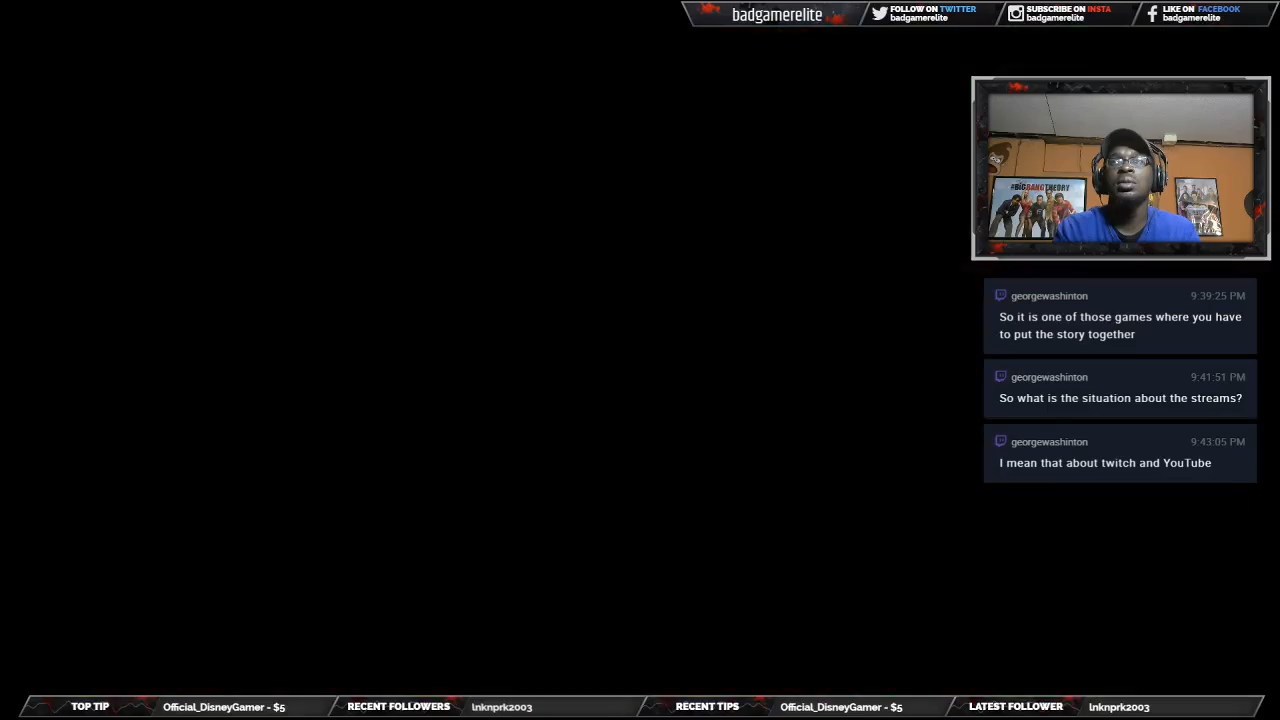 badgamerelite
FOLLOW ON TWITTER
badgamerelite
SUBSCRIBE ON INSTA
badgamerelite
LIKE ON FACEBOOK
badgamerelite
#BIGBANGTHEORY
georgewashinton 9:39:25 PM
So it is one of those games where you have
to put the story together
georgewashinton 9:41:51 PM
So what is the situation about the streams?
georgewashinton 9:43:05 PM
I mean that about twitch and YouTube
TOP TIP Official_DisneyGamer - $5 RECENT FOLLOWERS lnknprk2003 RECENT TIPS Official_DisneyGamer - $5 LATEST FOLLOWER lnknprk2003